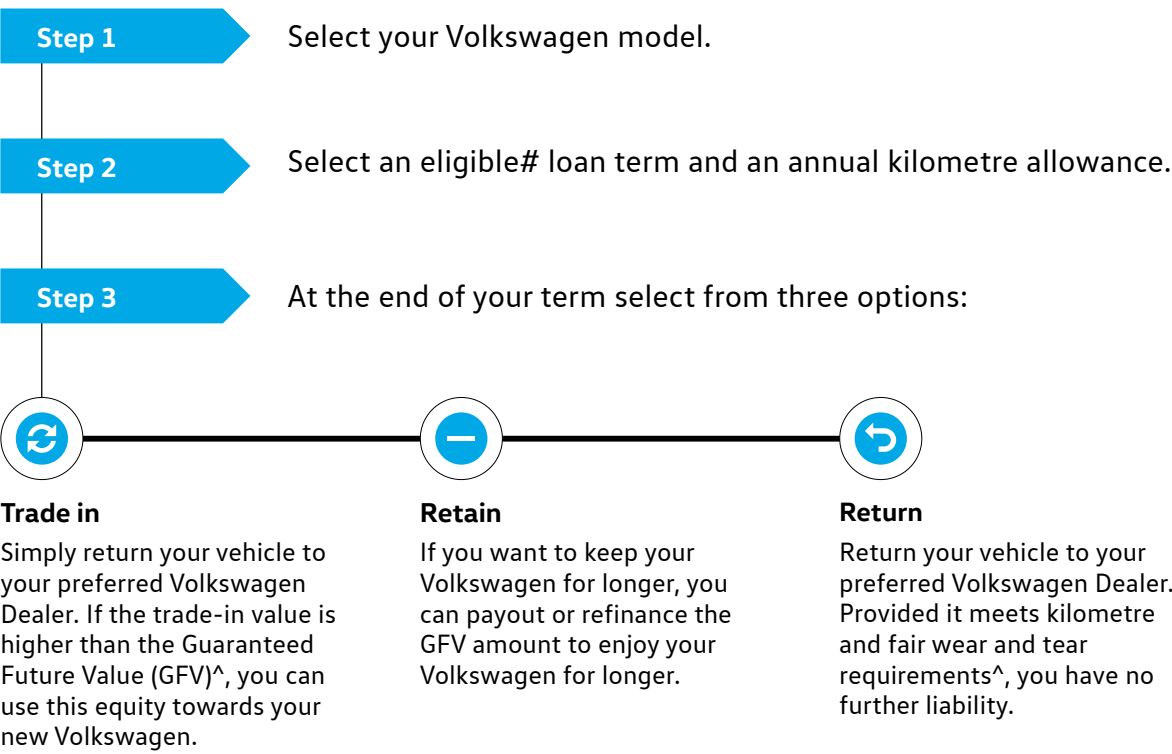 Step 1
Select your Volkswagen model.
Step 2
Select an eligible# loan term and an annual kilometre allowance.
Step 3
At the end of your term select from three options:
Trade in
Simply return your vehicle to
your preferred Volkswagen
Dealer. If the trade-in value is
higher than the Guaranteed
Future Value (GFV)^, you can
use this equity towards your
new Volkswagen.
Retain
If you want to keep your
Volkswagen for longer, you
can payout or refinance the
GFV amount to enjoy your
Volkswagen for longer.
Return
Return your vehicle to your
preferred Volkswagen Dealer.
Provided it meets kilometre
and fair wear and tear
requirements^, you have no
further liability.